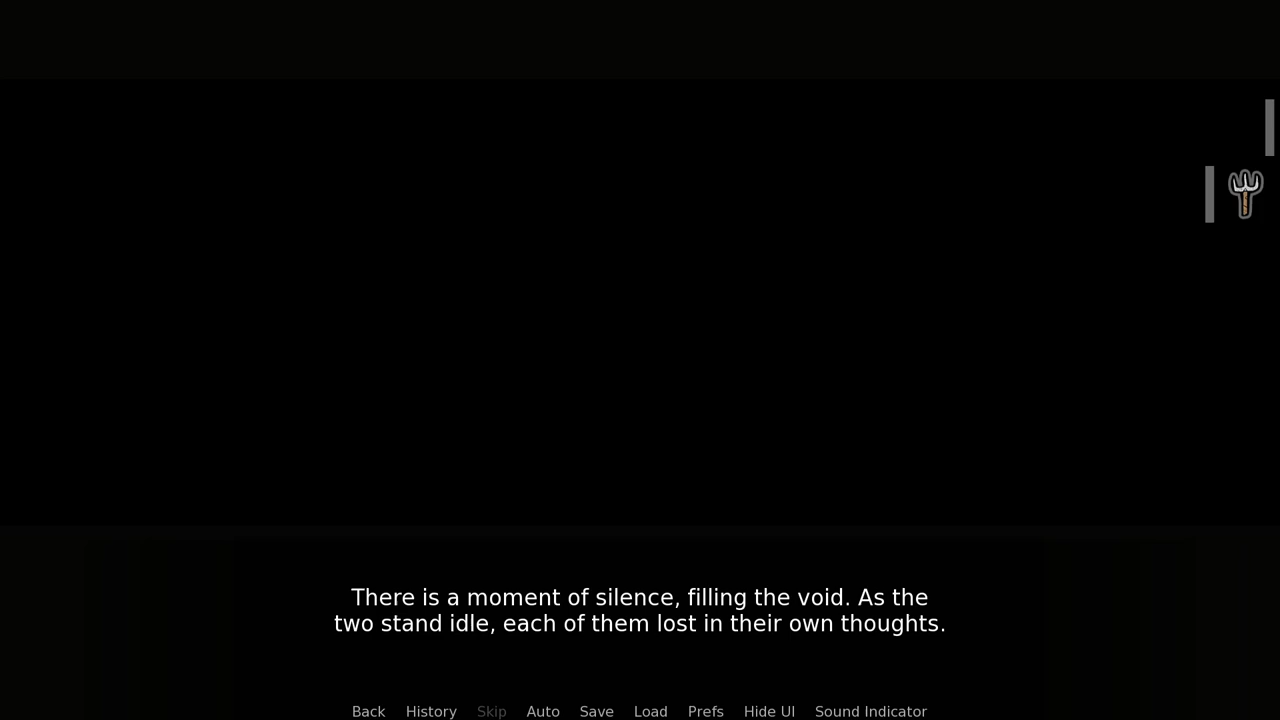 There is a moment of silence, filling the void. As the
two stand idle, each of them lost in their own thoughts.
Back History Skip Auto Save Load Prefs Hide UI Sound Indicator